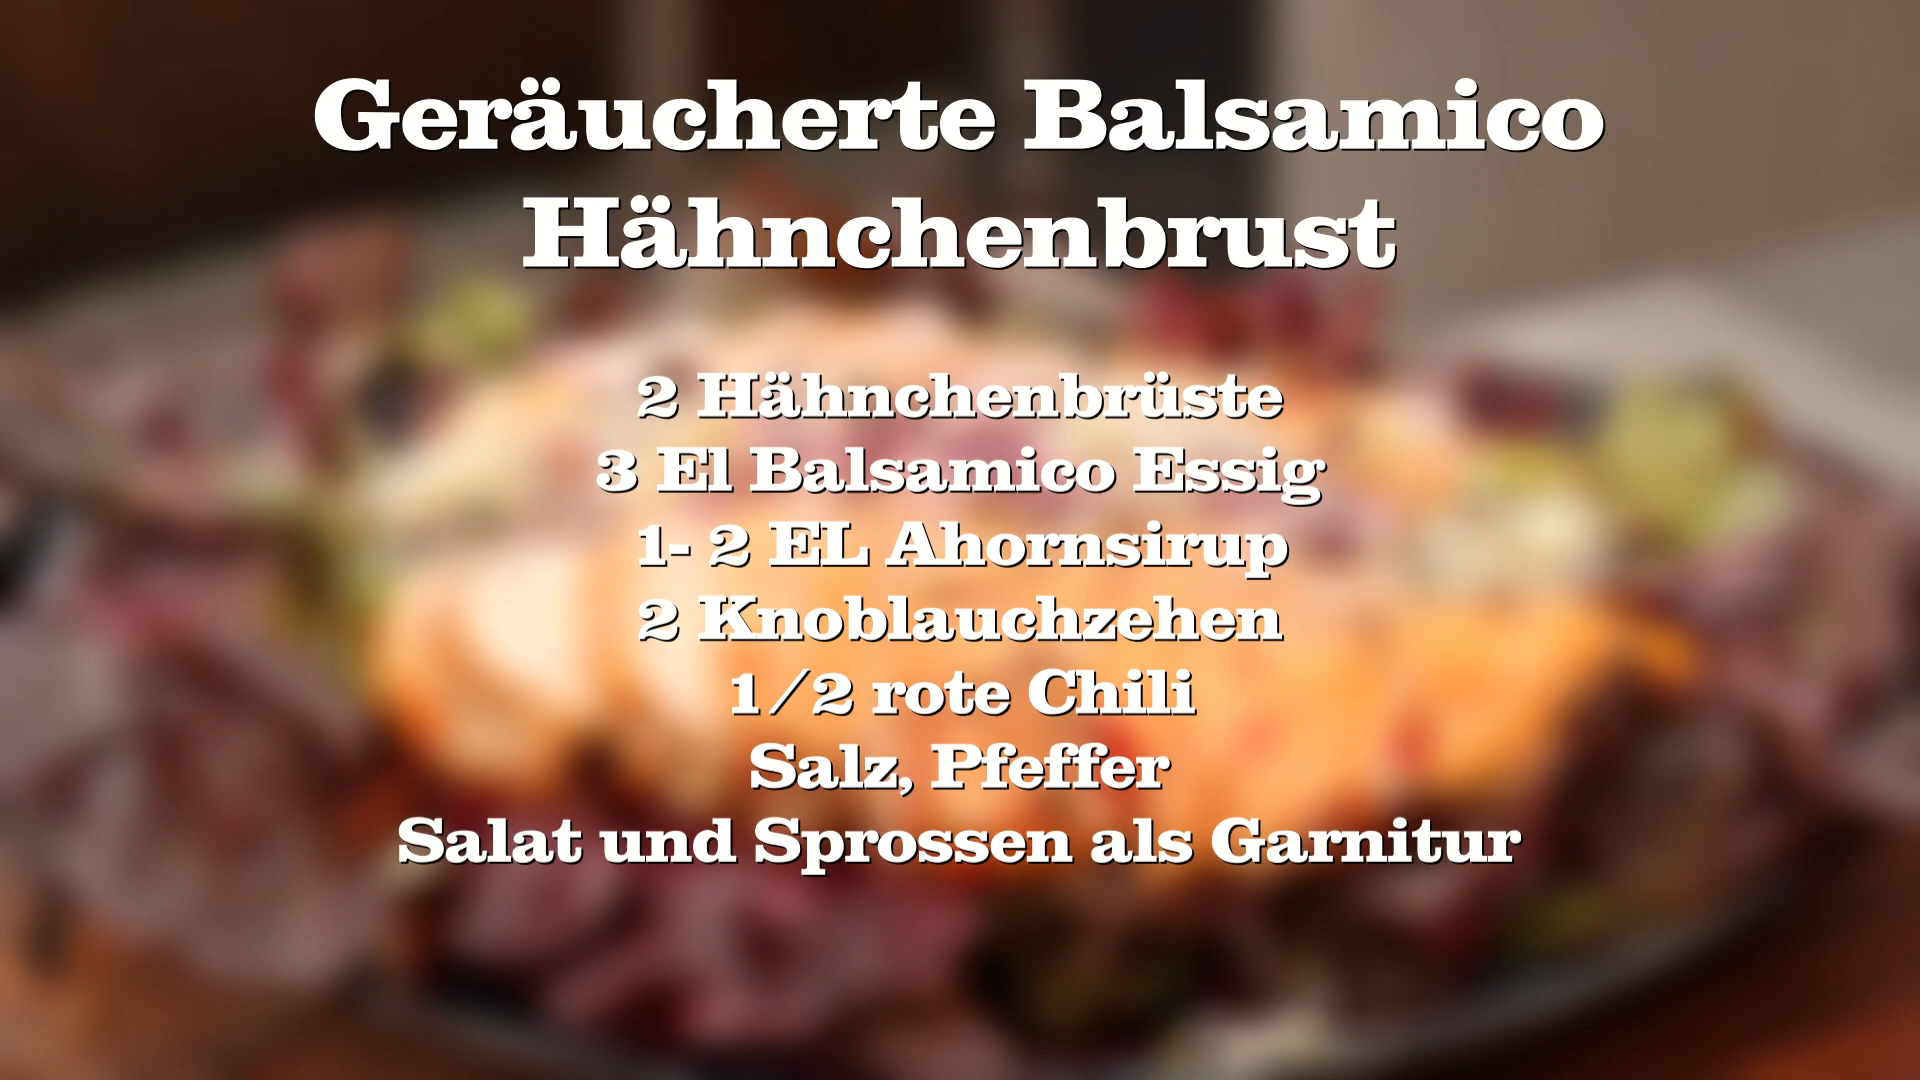 Geräucherte Balsamico
Hähnchenbrust
2 Hähnchenbrüste
3 El Balsamico Essig
1- 2 EL Ahornsirup
2 Knoblauchzehen
1/2 rote Chili
Salz, Pfeffer
Salat und Sprossen als Garnitur